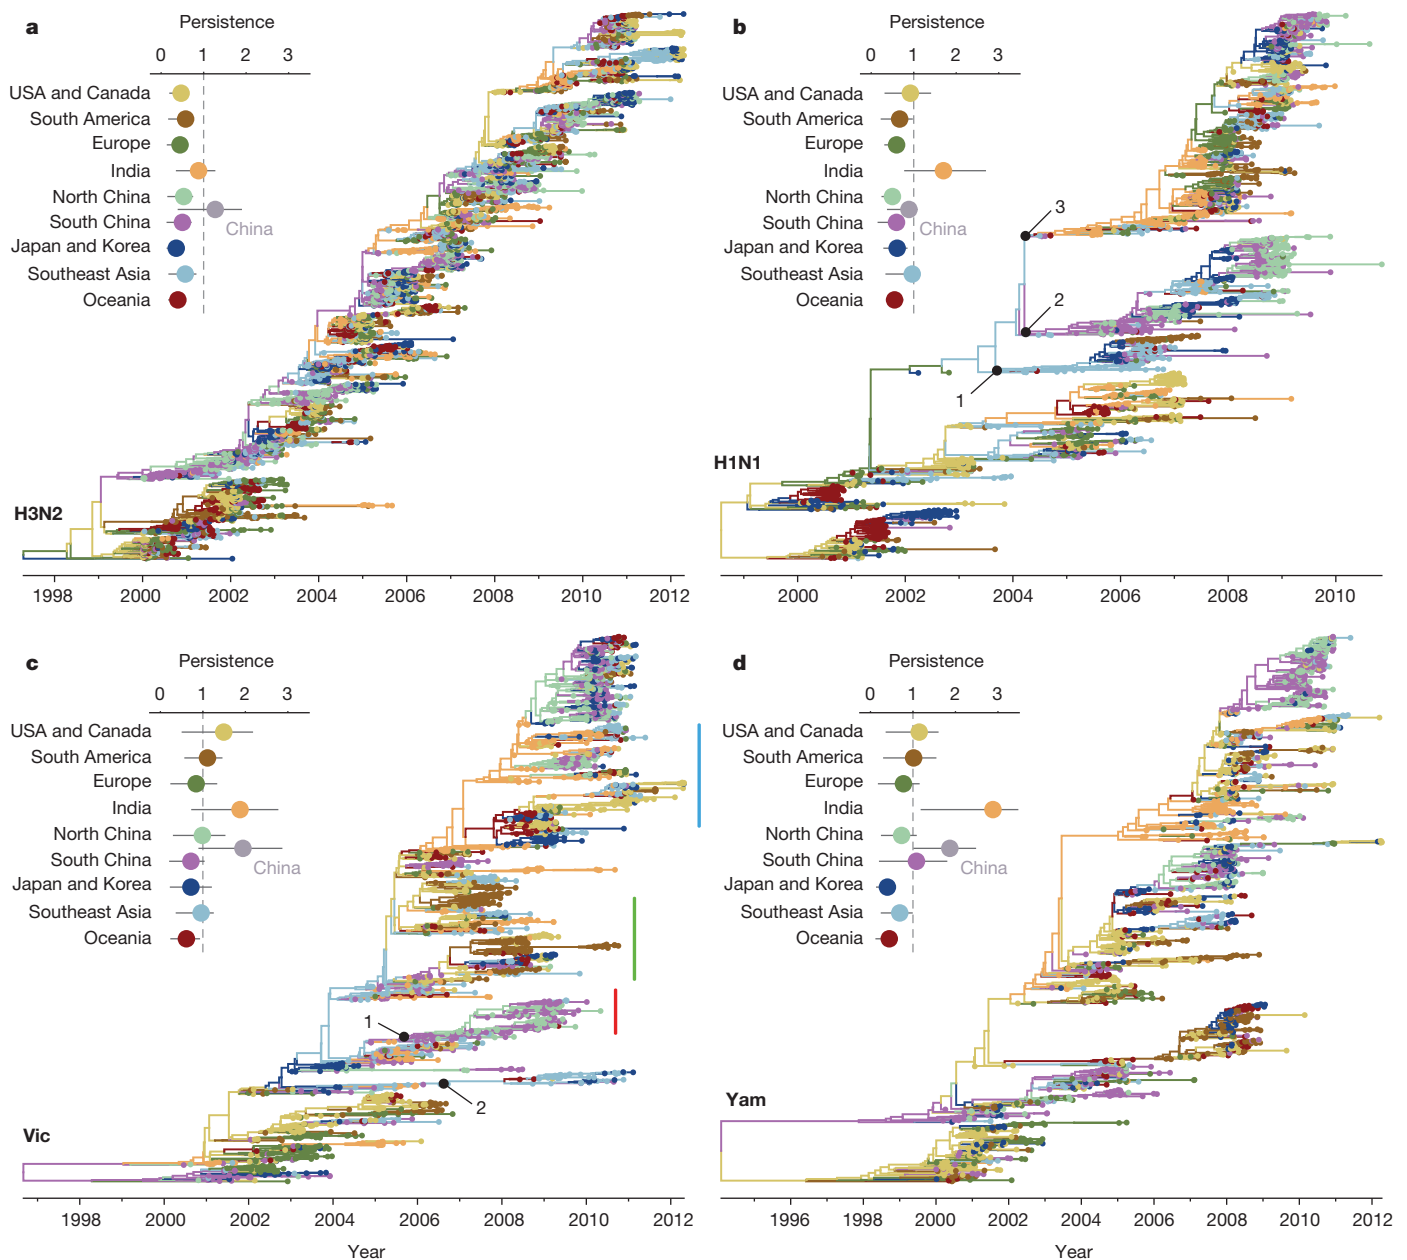 a
Persistence
0 1 2 3
USA and Canada
South America
Europe
India
North China
South China
China
Japan and Korea
Southeast Asia
Oceania
H3N2
1998 2000 2002 2004 2006 2008 2010 2012
b
Persistence
0 1 2 3
USA and Canada
South America
Europe
India
North China
South China
China
Japan and Korea
Southeast Asia
Oceania
3
2
1
H1N1
2000 2002 2004 2006 2008 2010
c
Persistence
0 1 2 3
USA and Canada
South America
Europe
India
North China
South China
China
Japan and Korea
Southeast Asia
Oceania
1
2
Vic
1998 2000 2002 2004 2006 2008 2010 2012
Year
d
Persistence
0 1 2 3
USA and Canada
South America
Europe
India
North China
South China
China
Japan and Korea
Southeast Asia
Oceania
Yam
1996 1998 2000 2002 2004 2006 2008 2010 2012
Year